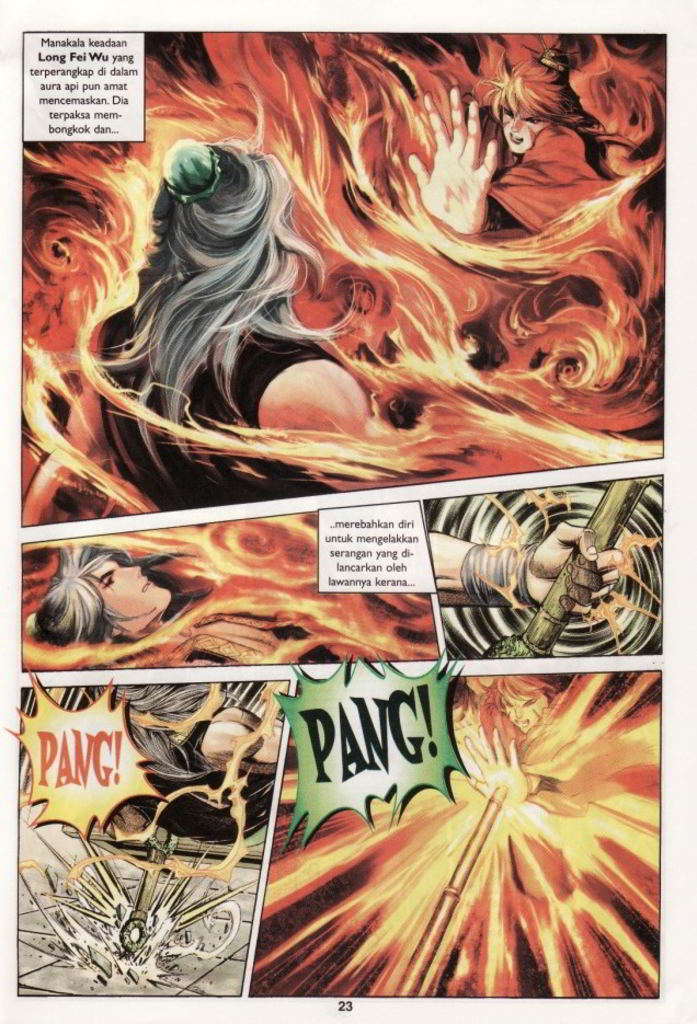 Manakala keadaan
Long Fei Wu yang
terperangkap di dalam
aura api pun amat
mencemaskan. Dia
terpaksa mem-
bongkok dan...
..merebahkan diri
untuk mengelakkan
serangan yang di-
lancarkan oleh
lawannya kerana...
PANG!
PANG!
23